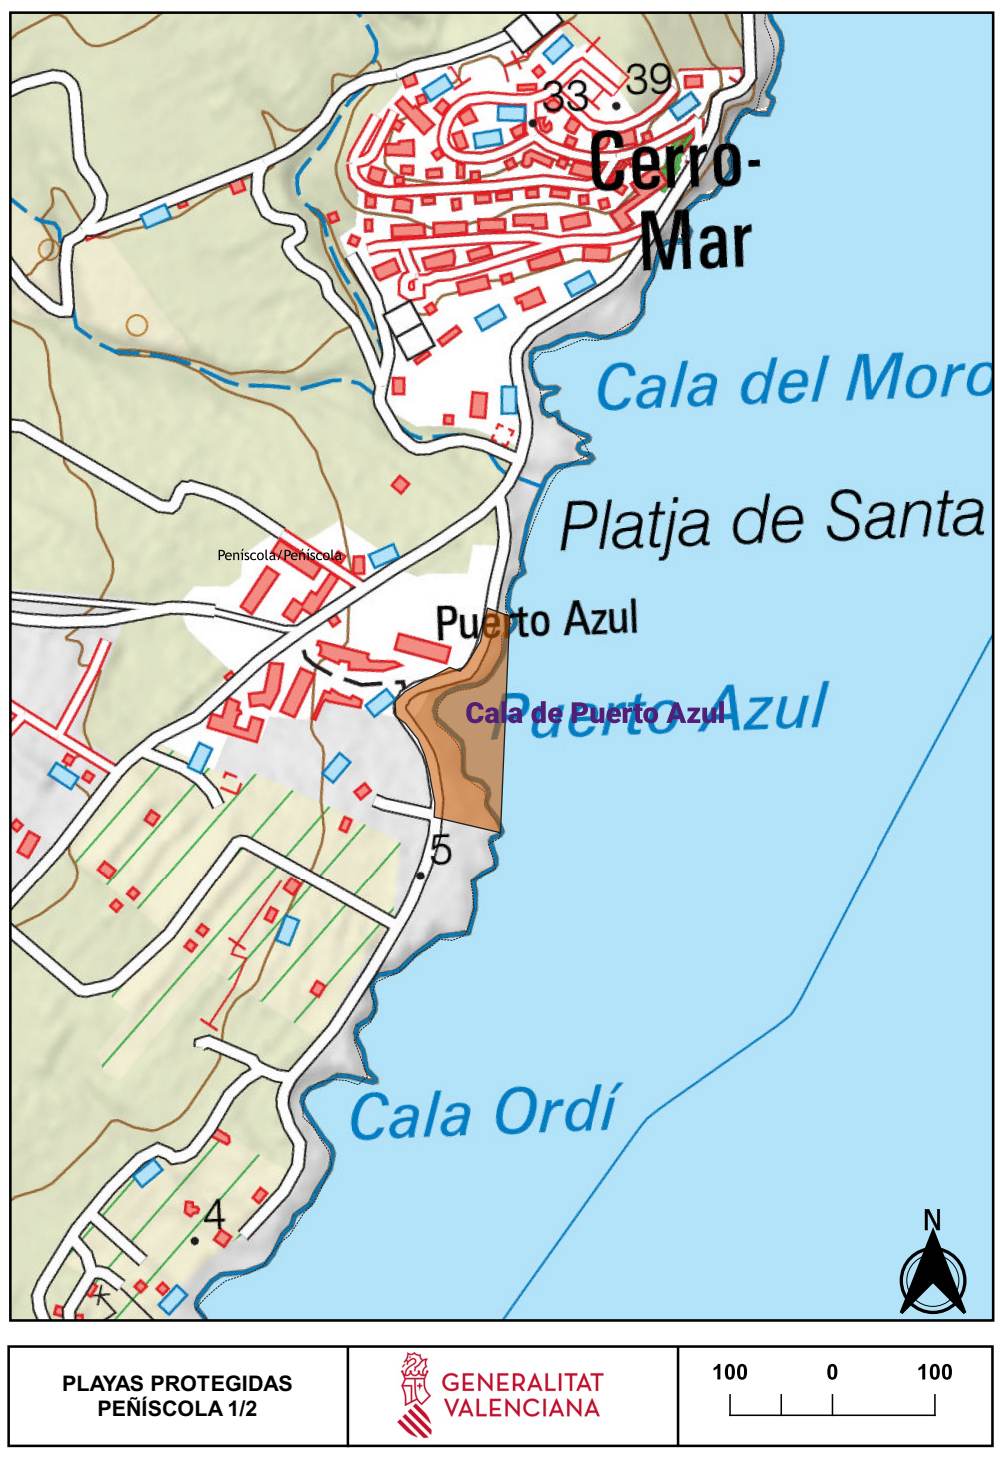 39
33
Cerro-
Mar
Cala del Moro
Platja de Santa
Peníscola/Peñíscola
Puerto Azul
Puerto Azul
Cala de Puerto Azul
5
Cala Ordí
4
N
PLAYAS PROTEGIDAS
PEÑÍSCOLA 1/2
GENERALITAT
VALENCIANA
100 0 100